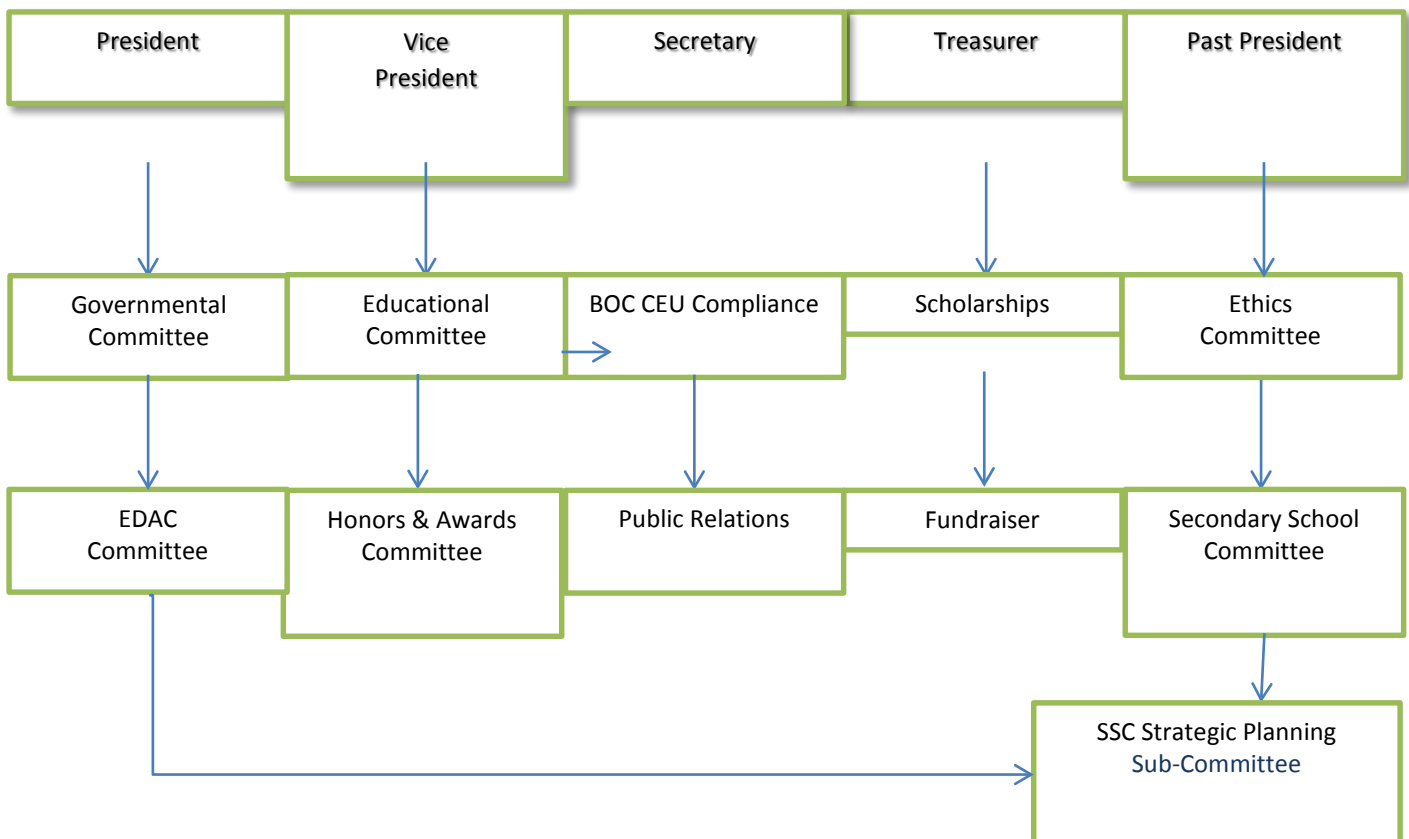 President
Vice
President
Secretary
Treasurer
Past President
Governmental
Committee
Educational
Committee
BOC CEU Compliance
Scholarships
Ethics
Committee
EDAC
Committee
Honors & Awards
Committee
Public Relations
Fundraiser
Secondary School
Committee
SSC Strategic Planning
Sub-Committee